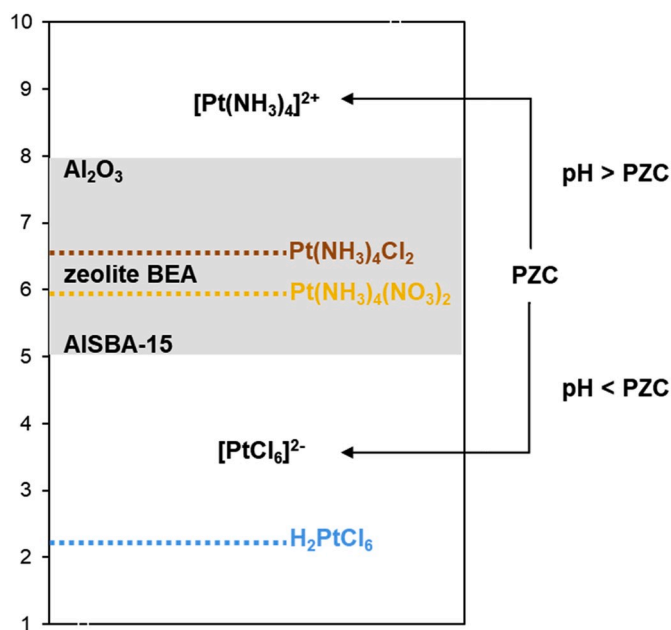 10
9
[Pt(NH₃)₄]²⁺
8
Al₂O₃
pH > PZC
7
Pt(NH₃)₄Cl₂
zeolite BEA
PZC
6
Pt(NH₃)₄(NO₃)₂
AlSBA-15
5
pH < PZC
4
[PtCl₆]²⁻
3
H₂PtCl₆
2
1